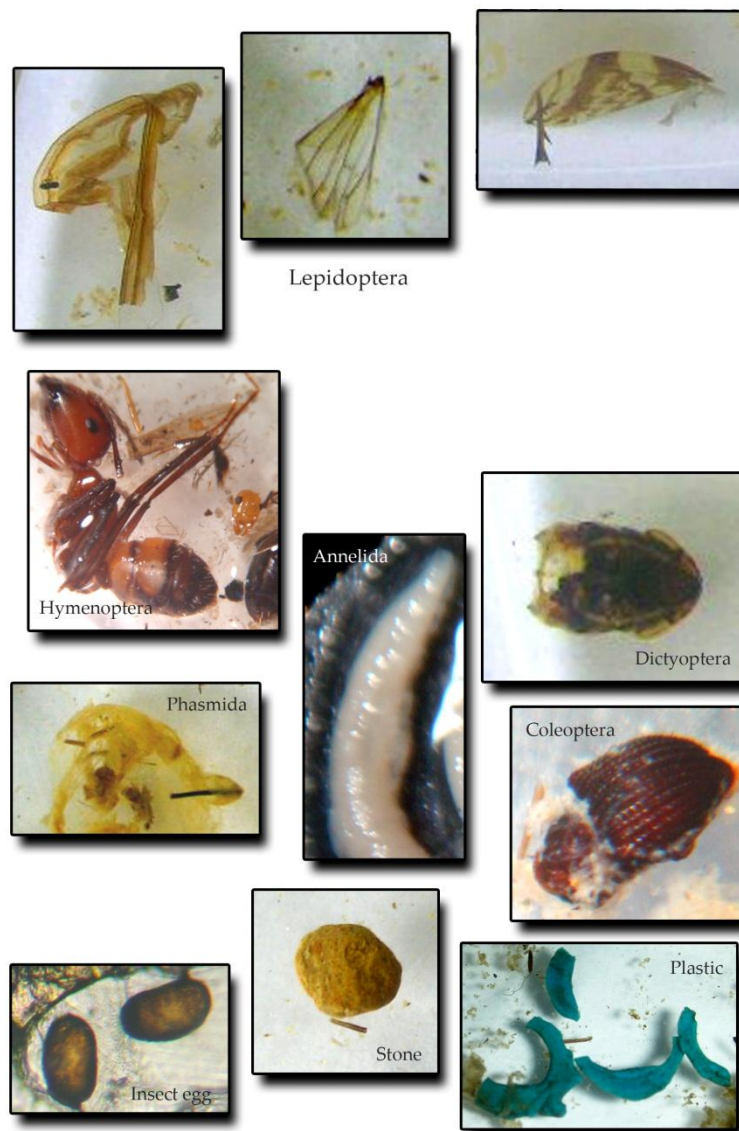 Lepidoptera
Hymenoptera
Annelida
Dictyoptera
Phasmida
Coleoptera
Insect egg
Stone
Plastic